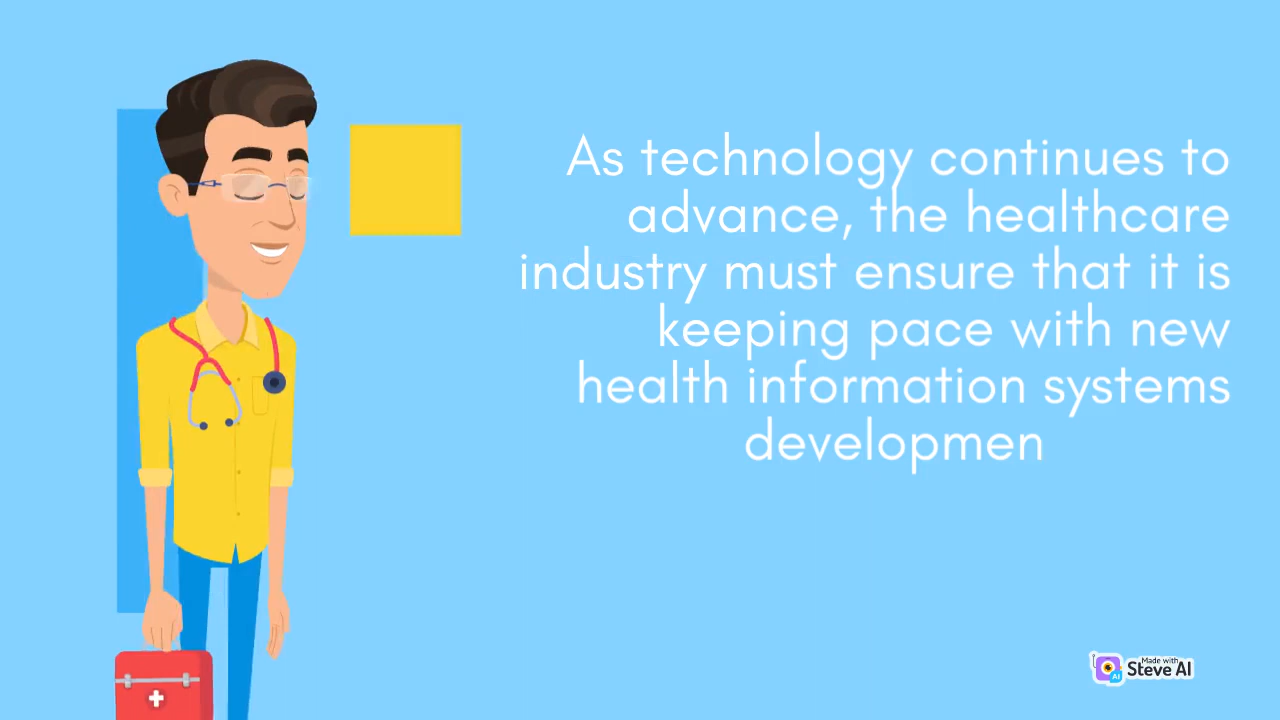 As technology continues to
advance, the healthcare
industry must ensure that it is
keeping pace with new
health information systems
developmen
Made with
Steve AI
AI